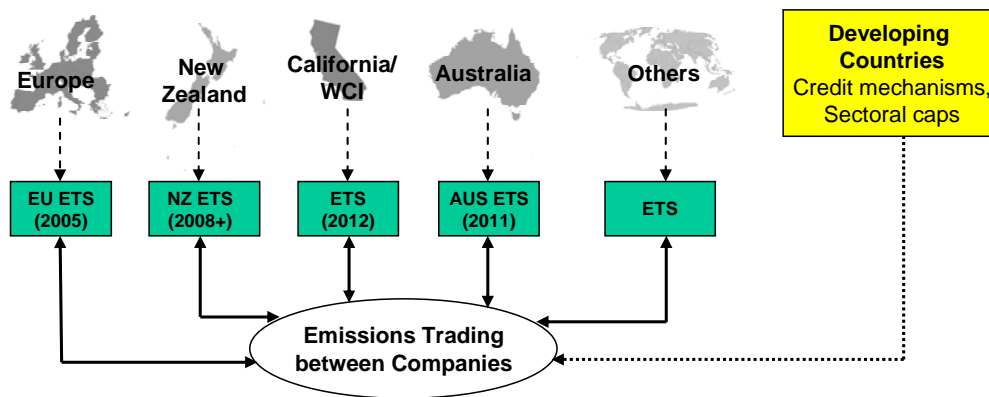 Europe
New
Zealand
California/
WCI
Australia
Others
Developing
Countries
Credit mechanisms,
Sectoral caps
EU ETS
(2005)
NZ ETS
(2008+)
ETS
(2012)
AUS ETS
(2011)
ETS
Emissions Trading
between Companies